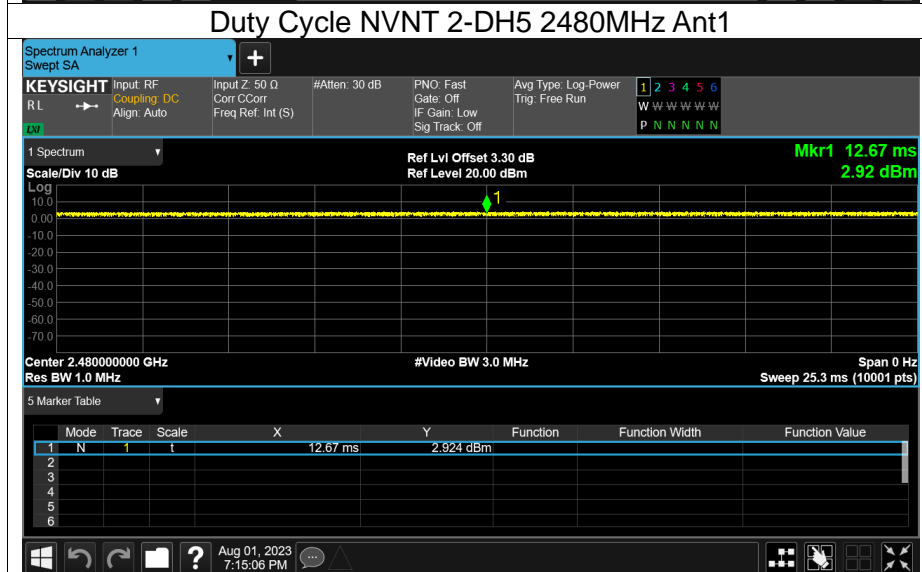 Duty Cycle NVNT 2-DH5 2480MHz Ant1
Spectrum Analyzer 1
Swept SA
+
KEYSIGHT
R L
LXI
Input: RF
Coupling: DC
Align: Auto
Input Z: 50 Ω
Corr CCorr
Freq Ref: Int (S)
#Atten: 30 dB
PNO: Fast
Gate: Off
IF Gain: Low
Sig Track: Off
Avg Type: Log-Power
Trig: Free Run
1 2 3 4 5 6
W W W W W W
P N N N N N
1 Spectrum
Scale/Div 10 dB
Ref Lvl Offset 3.30 dB
Ref Level 20.00 dBm
Mkr1 12.67 ms
2.92 dBm
Log
10.0
0.00
-10.0
-20.0
-30.0
-40.0
-50.0
-60.0
-70.0
1
Center 2.480000000 GHz
Res BW 1.0 MHz
#Video BW 3.0 MHz
Span 0 Hz
Sweep 25.3 ms (10001 pts)
5 Marker Table
Mode Trace Scale X Y Function Function Width Function Value
1 N 1 t 12.67 ms 2.924 dBm
2
3
4
5
6
?
Aug 01, 2023
7:15:06 PM